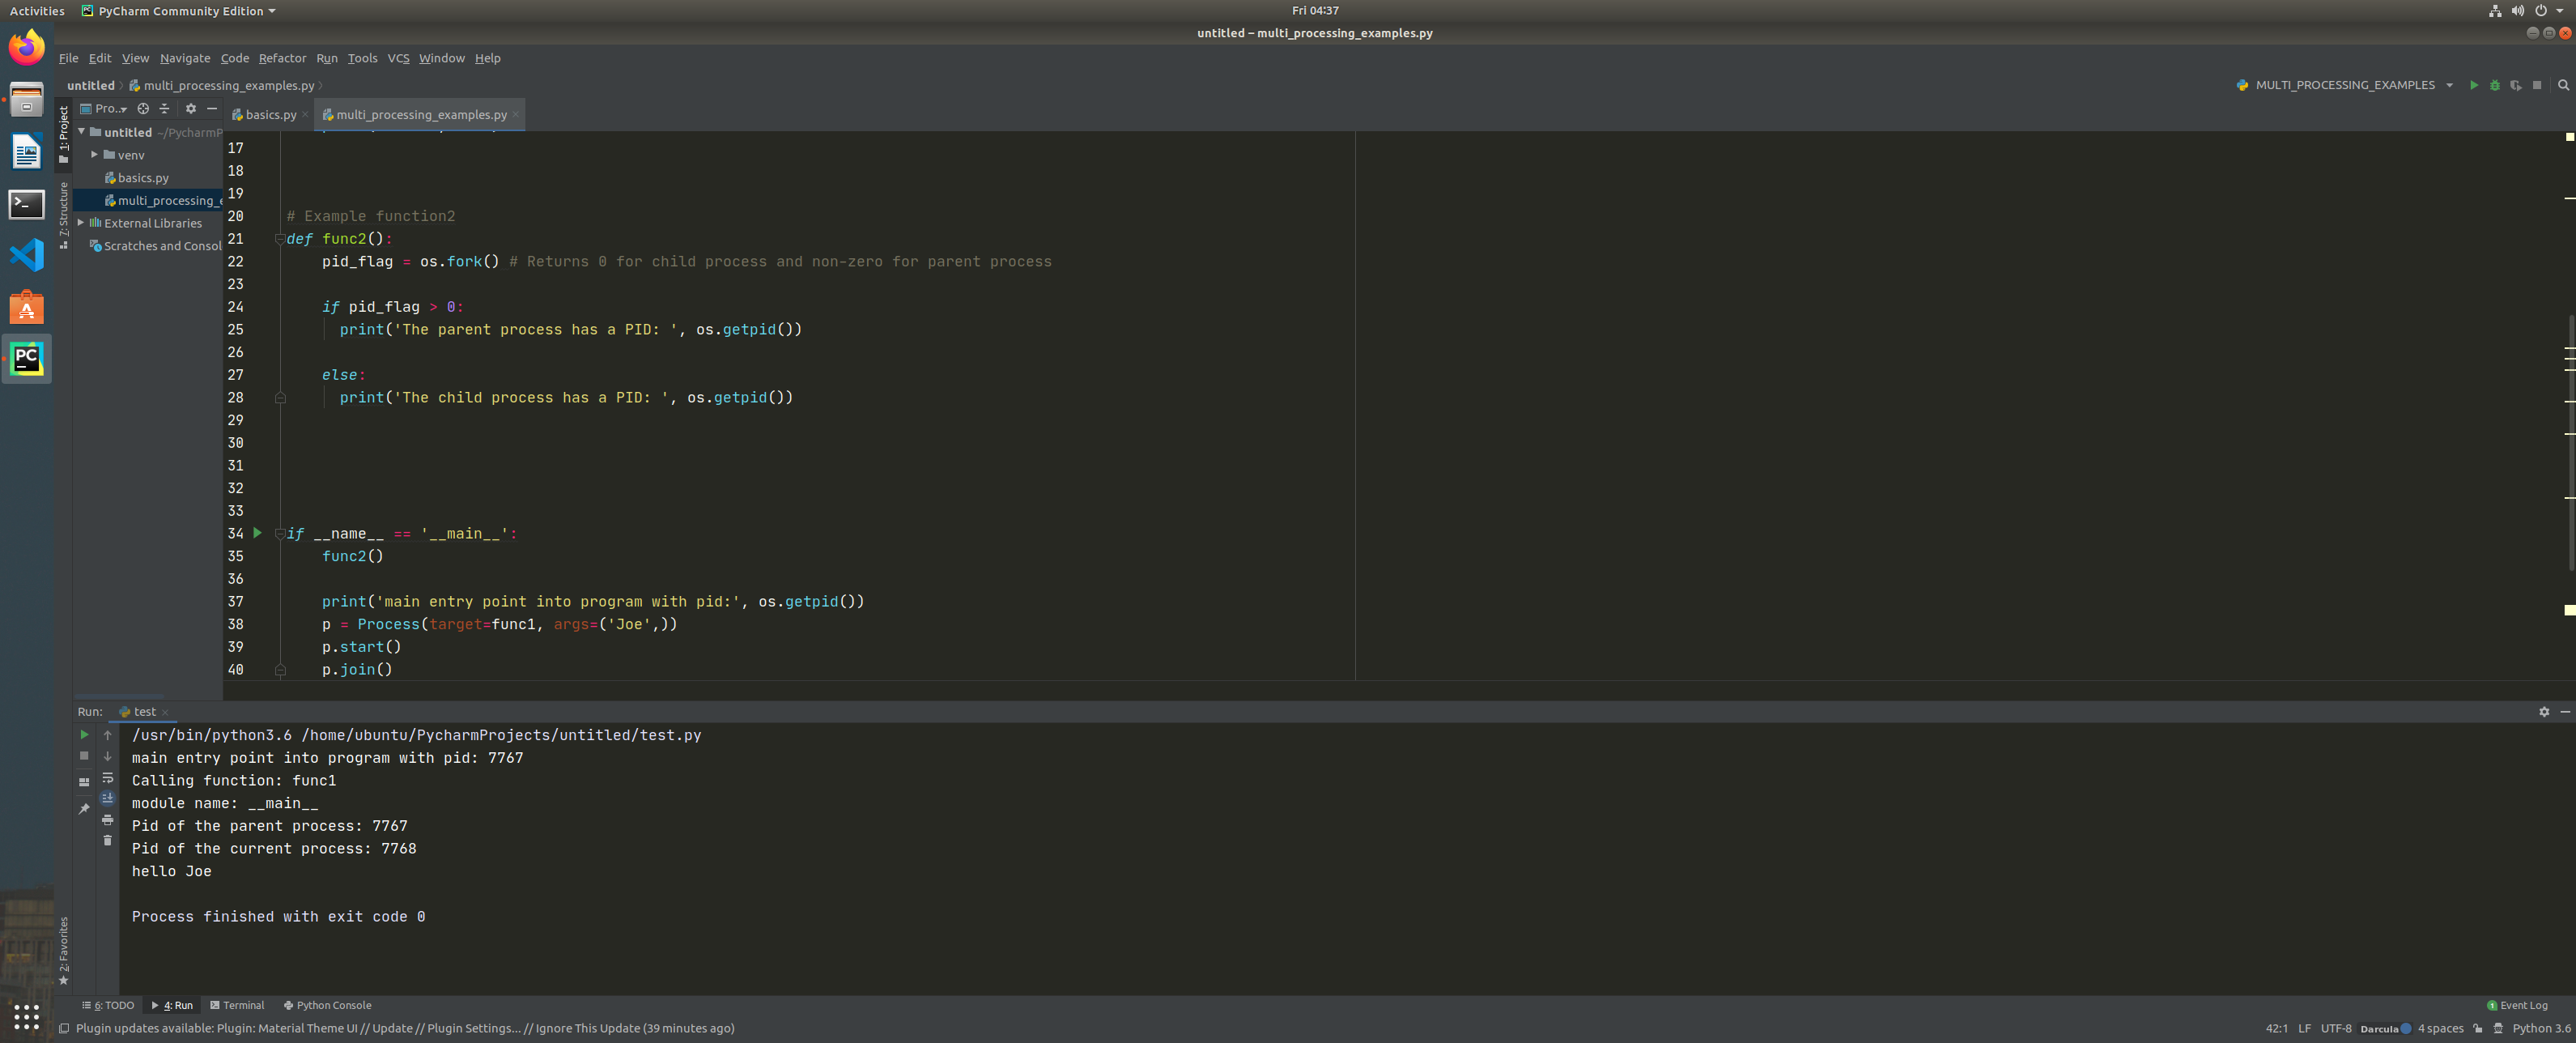 Activities PyCharm Community Edition Fri 04:37
untitled – multi_processing_examples.py
File Edit View Navigate Code Refactor Run Tools VCS Window Help
untitled multi_processing_examples.py MULTI_PROCESSING_EXAMPLES
1: Project
7: Structure
2: Favorites
Pro...
untitled ~/PycharmP
venv
basics.py
multi_processing_e
External Libraries
Scratches and Consol
basics.py multi_processing_examples.py
17
18
19
20 # Example function2
21 def func2():
22 pid_flag = os.fork() # Returns 0 for child process and non-zero for parent process
23
24 if pid_flag > 0:
25 print('The parent process has a PID: ', os.getpid())
26
27 else:
28 print('The child process has a PID: ', os.getpid())
29
30
31
32
33
34 if __name__ == '__main__':
35 func2()
36
37 print('main entry point into program with pid:', os.getpid())
38 p = Process(target=func1, args=('Joe',))
39 p.start()
40 p.join()
Run: test
/usr/bin/python3.6 /home/ubuntu/PycharmProjects/untitled/test.py
main entry point into program with pid: 7767
Calling function: func1
module name: __main__
Pid of the parent process: 7767
Pid of the current process: 7768
hello Joe
Process finished with exit code 0
6: TODO 4: Run Terminal Python Console 1 Event Log
Plugin updates available: Plugin: Material Theme UI // Update // Plugin Settings... // Ignore This Update (39 minutes ago) 42:1 LF UTF-8 Darcula 4 spaces Python 3.6